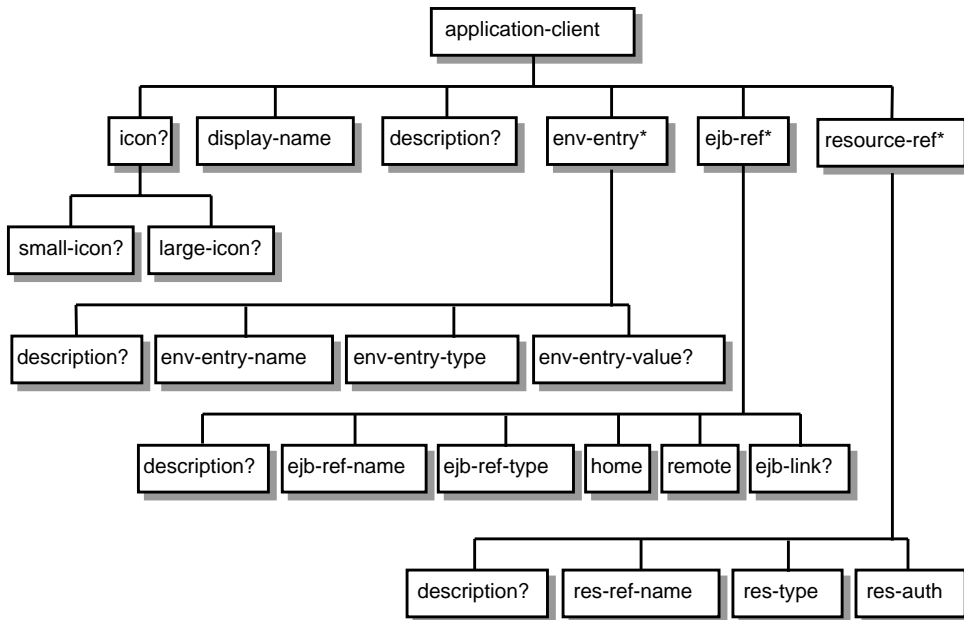 application-client
icon?
display-name
description?
env-entry*
ejb-ref*
resource-ref*
small-icon?
large-icon?
description?
env-entry-name
env-entry-type
env-entry-value?
description?
ejb-ref-name
ejb-ref-type
home
remote
ejb-link?
description?
res-ref-name
res-type
res-auth